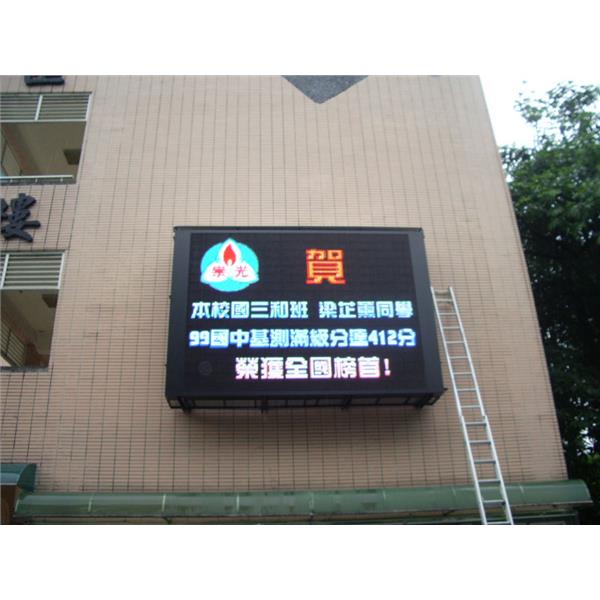 樓
崇光
賀
本校國三和班 梁芷薰同學
99國中基測滿級分達412分
榮獲全國榜首!